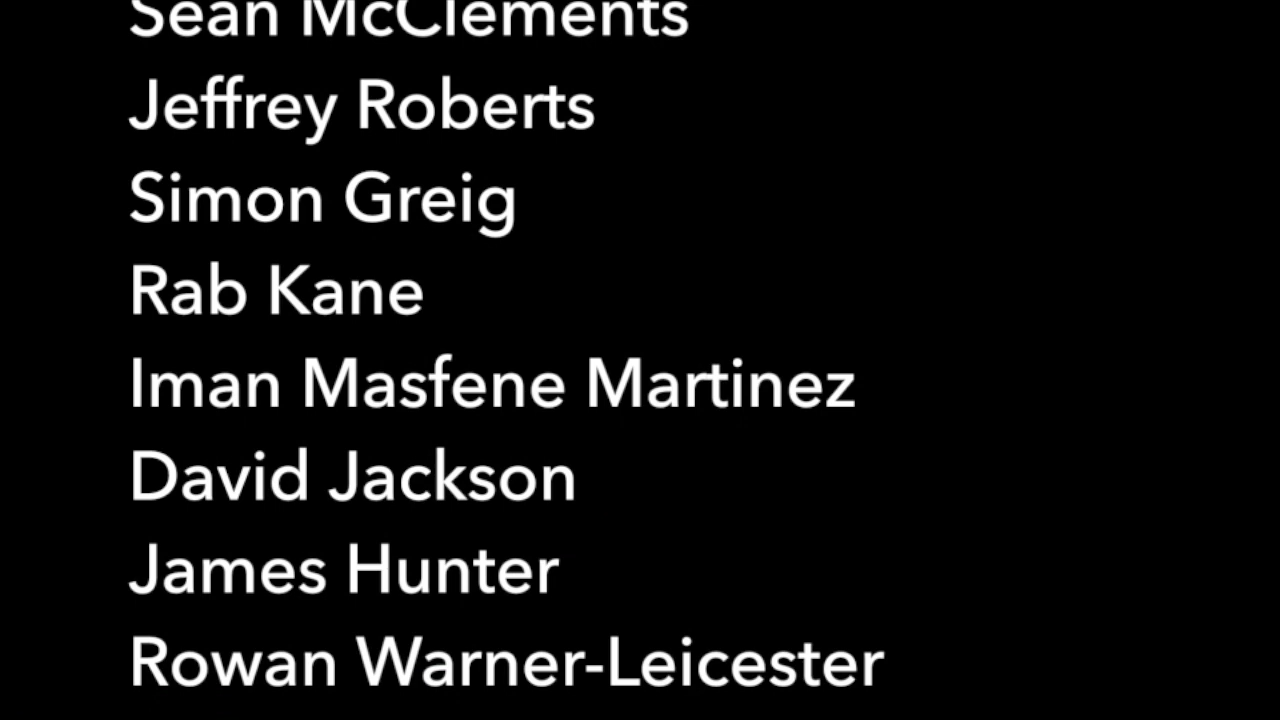 Sean McClements
Jeffrey Roberts
Simon Greig
Rab Kane
Iman Masfene Martinez
David Jackson
James Hunter
Rowan Warner-Leicester